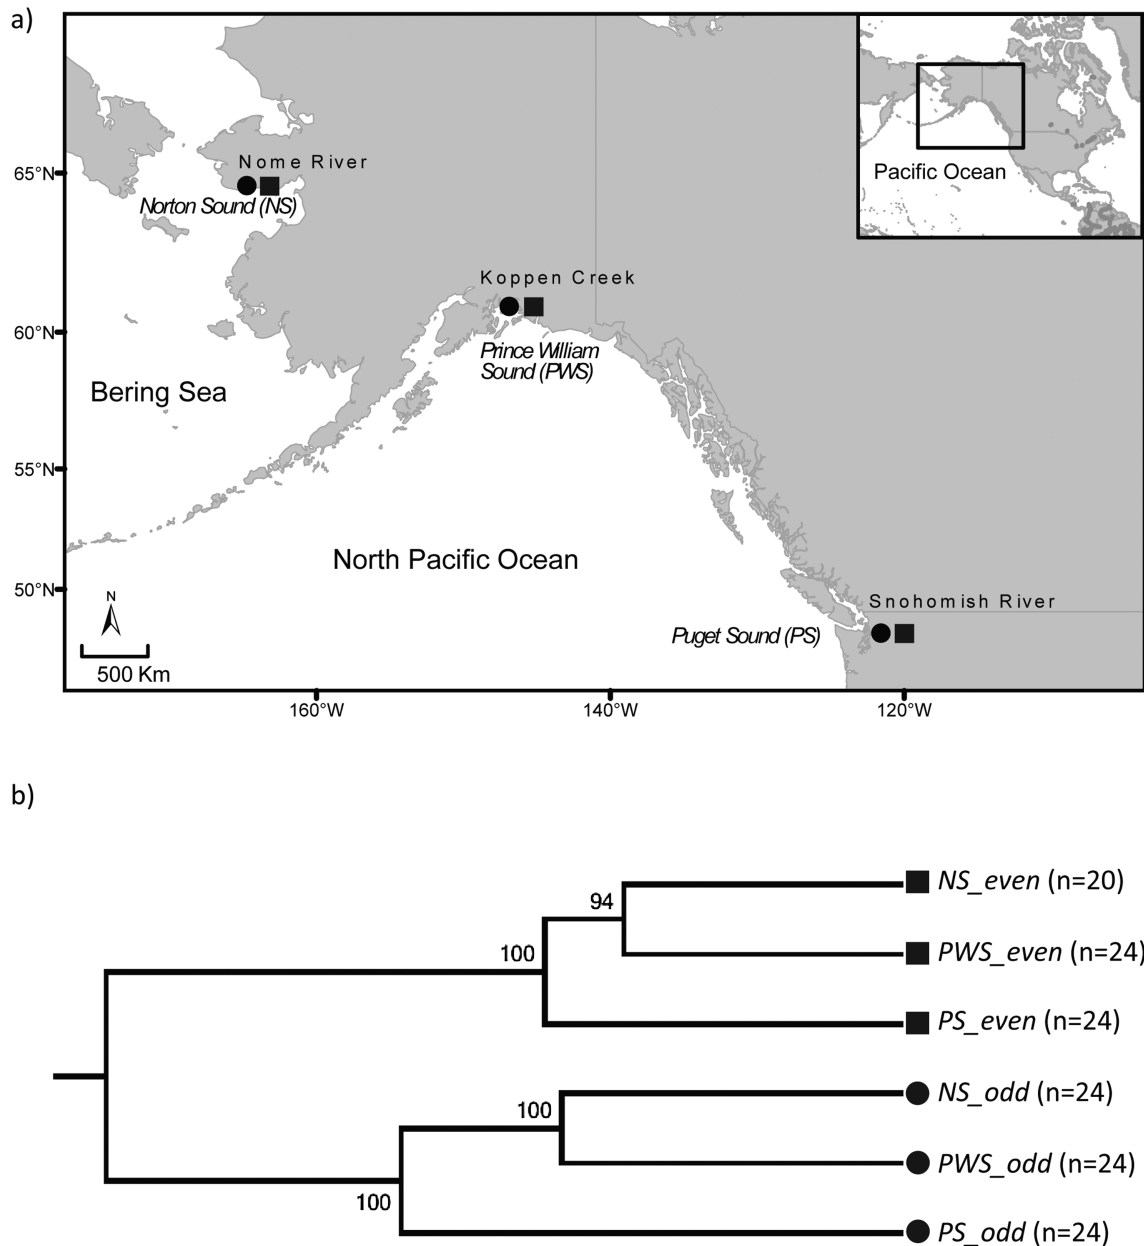 a)
Pacific Ocean
65°N
Nome River
Norton Sound (NS)
Koppen Creek
60°N
Prince William
Sound (PWS)
Bering Sea
55°N
North Pacific Ocean
50°N
N
Snohomish River
Puget Sound (PS)
500 Km
160°W
140°W
120°W
b)
NS_even (n=20)
94
100
PWS_even (n=24)
PS_even (n=24)
NS_odd (n=24)
100
PWS_odd (n=24)
100
PS_odd (n=24)